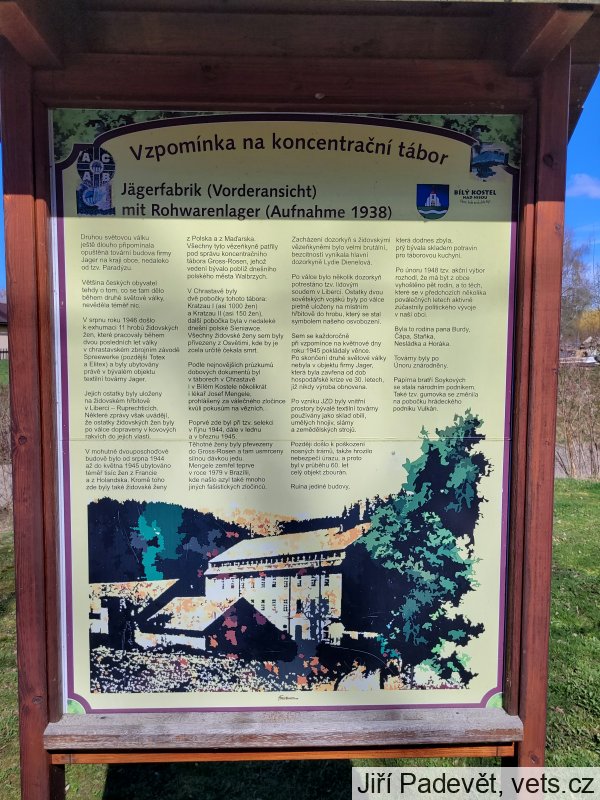 Vzpomínka na koncentrační tábor
Jägerfabrik (Vorderansicht)
mit Rohwarenlager (Aufnahme 1938)
BÍLÝ KOSTEL
NAD NISOU
Druhou světovou válku
ještě dlouho připomínala
opuštěná tovární budova firmy
Jäger na kraji obce, nedaleko
od tzv. Paradýzu.
Většina českých obyvatel
tehdy o tom, co se tam dělo
během druhé světové války,
nevěděla téměř nic.
V srpnu roku 1946 došlo
k exhumaci 11 hrobů židovských
žen, které pracovaly během
dvou posledních let války
v chrastavském zbrojním závodě
Spreewerke (později Totex
a Elitex) a byly ubytovány
právě v bývalém objektu
textilní továrny Jäger.
Jejich ostatky byly uloženy
na židovském hřbitově
v Liberci – Ruprechticích.
Některé zprávy však uvádějí,
že ostatky židovských žen byly
po válce dopraveny v kovových
rakvích do jejich vlasti.
V mohutné dvouposchoďové
budově bylo od srpna 1944
až do května 1945 ubytováno
téměř tisíc žen z Francie
a z Holandska. Kromě toho
zde byly také židovské ženy
z Polska a z Maďarska.
Všechny tyto vězeňkyně patřily
pod správu koncentračního
tábora Gross-Rosen, jehož
vedení bývalo poblíž dnešního
polského města Walbrzych.
V Chrastavě byly
dvě pobočky tohoto tábora:
Kratzau I (asi 1000 žen)
a Kratzau II (asi 150 žen),
další pobočka byla v nedaleké
dnešní polské Sieniawce.
Všechny židovské ženy sem byly
přivezeny z Osvětimi, kde by je
zcela určitě čekala smrt.
Podle nejnovějších průzkumů
dobových dokumentů byl
v táborech v Chrastavě
i v Bílém Kostele několikrát
i lékař Josef Mengele,
prohlášený za válečného zločince
kvůli pokusům na vězních...
Poprvé zde byl při tzv. selekci
v říjnu 1944, dále v lednu
a v březnu 1945.
Těhotné ženy byly převezeny
do Gross-Rosen a tam usmrceny
silnou dávkou jedu.
Mengele zemřel teprve
v roce 1979 v Brazílii,
kde našlo azyl také mnoho
jiných fašistických zločinců.
Zacházení dozorkyň s židovskými
vězeňkyněmi bylo velmi brutální,
bezcitností vynikala hlavní
dozorkyně Lydie Dienelová.
Po válce bylo několik dozorkyň
potrestáno tzv. lidovým
soudem v Liberci. Ostatky dvou
sovětských vojáků byly po válce
pietně uloženy na místním
hřbitově do hrobu, který se stal
symbolem našeho osvobození.
Sem se každoročně
při vzpomínce na květnové dny
roku 1945 pokládaly věnce.
Po skončení druhé světové války
nebyla v objektu firmy Jäger,
která byla zavřena od dob
hospodářské krize ve 30. letech,
již nikdy výroba obnovena.
Po vzniku JZD byly vnitřní
prostory bývalé textilní továrny
používány jako sklad obilí,
umělých hnojiv, slámy
a zemědělských strojů.
Později došlo k poškození
nosných trámů, takže hrozilo
nebezpečí úrazu, a proto
byl v průběhu 60. let
celý objekt zbourán.
Ruina jediné budovy,
která dodnes zbyla,
prý bývala skladem potravin
pro táborovou kuchyni.
Po únoru 1948 tzv. akční výbor
rozhodl, že má být z obce
vyhoštěno pět rodin, a to těch,
které se v předchozích několika
poválečných letech aktivně
zúčastnily politického vývoje
v naší obci.
Byla to rodina pana Burdy,
Čápa, Staňka,
Nesládka a Horáka.
Továrny byly po
Únoru znárodněny.
Papírna bratří Soykových
se stala národním podnikem.
Také tzv. gumovka se změnila
na pobočku hrádeckého
podniku Vulkán.
Jiří Padevět, vets.cz